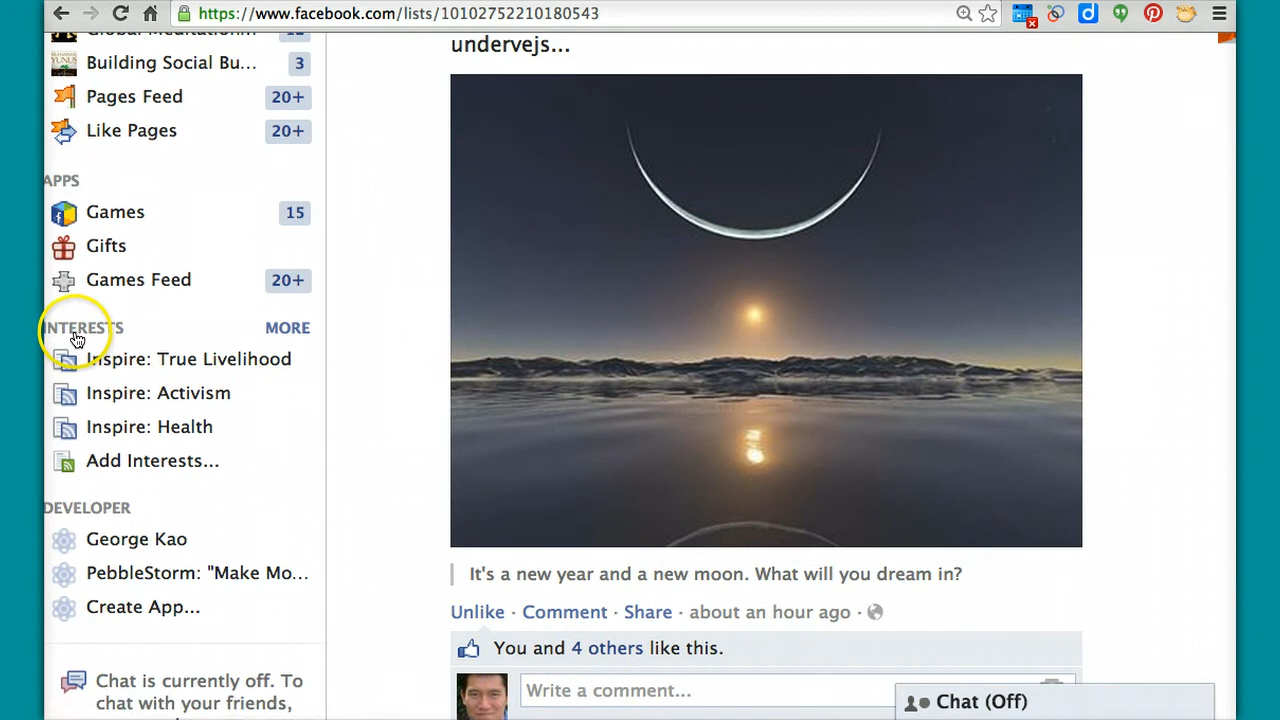 https://www.facebook.com/lists/10102752210180543
Global Meditation... 12
Building Social Bu... 3
Pages Feed 20+
Like Pages 20+
APPS
Games 15
Gifts
Games Feed 20+
INTERESTS MORE
Inspire: True Livelihood
Inspire: Activism
Inspire: Health
Add Interests...
DEVELOPER
George Kao
PebbleStorm: "Make Mo...
Create App...
Chat is currently off. To
chat with your friends,
undervejs...
It's a new year and a new moon. What will you dream in?
Unlike · Comment · Share · about an hour ago ·
You and 4 others like this.
Write a comment...
Chat (Off)